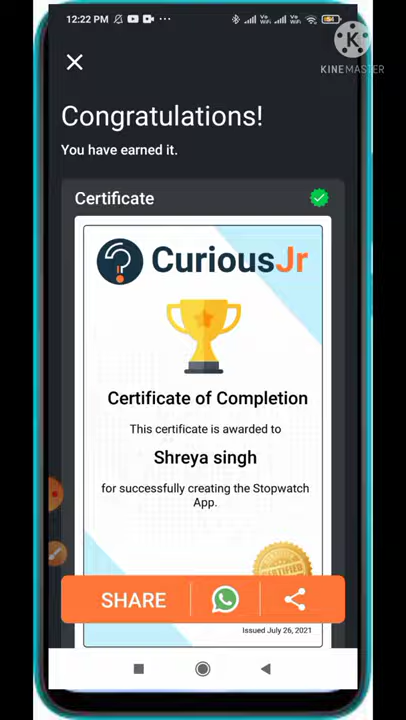 12:22 PM
K
KINEMASTER
Congratulations!
You have earned it.
Certificate
CuriousJr
Certificate of Completion
This certificate is awarded to
Shreya singh
for successfully creating the Stopwatch
App.
CERTIFIED
SHARE
Issued July 26, 2021